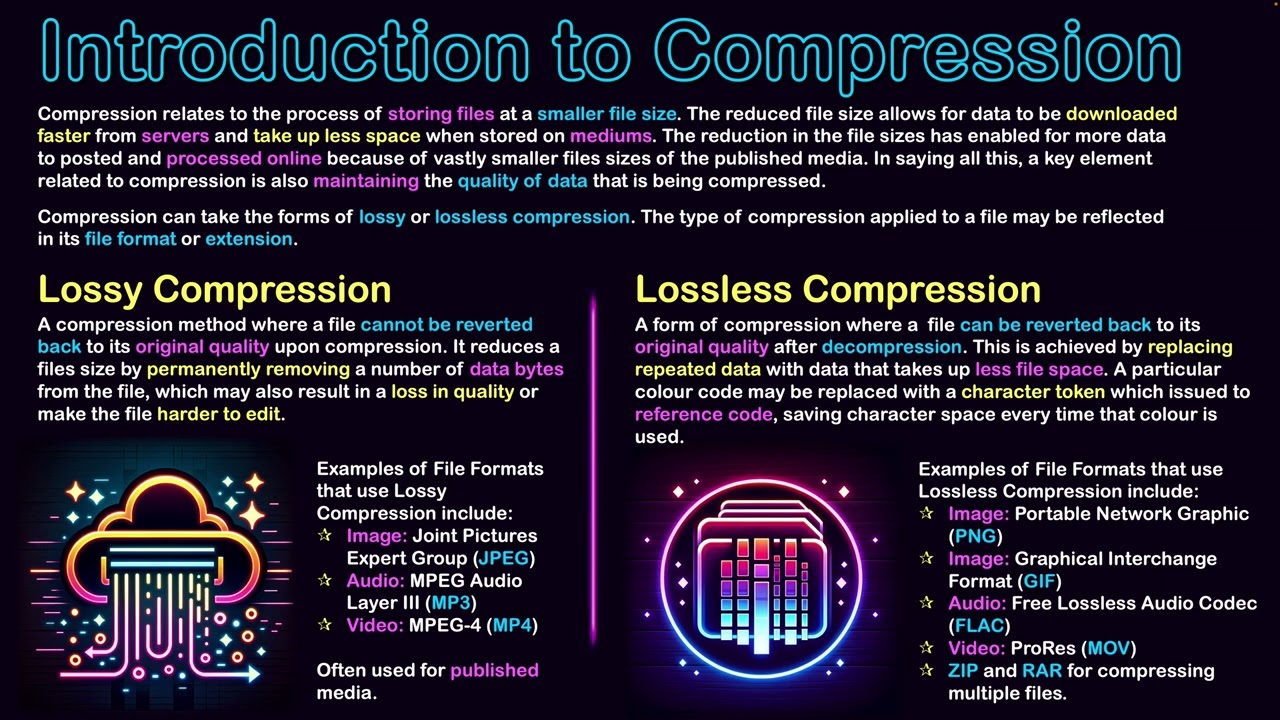 Introduction to Compression
Compression relates to the process of storing files at a smaller file size. The reduced file size allows for data to be downloaded
faster from servers and take up less space when stored on mediums. The reduction in the file sizes has enabled for more data
to posted and processed online because of vastly smaller files sizes of the published media. In saying all this, a key element
related to compression is also maintaining the quality of data that is being compressed.
Compression can take the forms of lossy or lossless compression. The type of compression applied to a file may be reflected
in its file format or extension.
Lossy Compression
A compression method where a file cannot be reverted
back to its original quality upon compression. It reduces a
files size by permanently removing a number of data bytes
from the file, which may also result in a loss in quality or
make the file harder to edit.
Examples of File Formats
that use Lossy
Compression include:
Image: Joint Pictures
Expert Group (JPEG)
Audio: MPEG Audio
Layer III (MP3)
Video: MPEG-4 (MP4)
Often used for published
media.
Lossless Compression
A form of compression where a file can be reverted back to its
original quality after decompression. This is achieved by replacing
repeated data with data that takes up less file space. A particular
colour code may be replaced with a character token which issued to
reference code, saving character space every time that colour is
used.
Examples of File Formats that use
Lossless Compression include:
Image: Portable Network Graphic
(PNG)
Image: Graphical Interchange
Format (GIF)
Audio: Free Lossless Audio Codec
(FLAC)
Video: ProRes (MOV)
ZIP and RAR for compressing
multiple files.